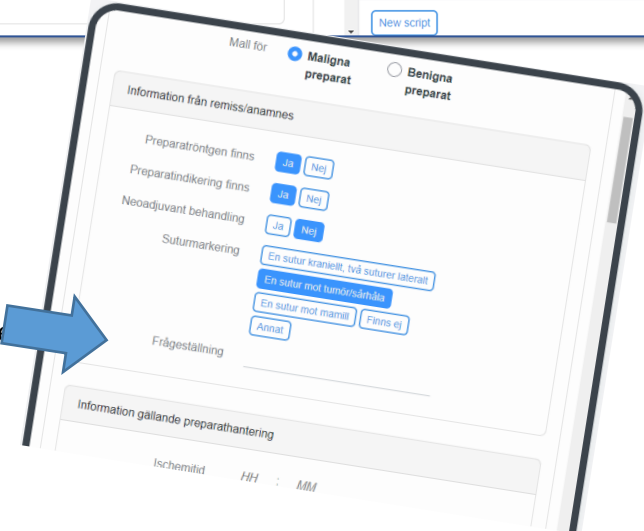 New script
Mall för Maligna preparat Benigna preparat
Information från remiss/anamnes
Preparatröntgen finns Ja Nej
Preparatindikering finns Ja Nej
Neoadjuvant behandling Ja Nej
Suturmarkering En sutur kraniellt, två suturer lateralt
En sutur mot tumör/sårhåla
En sutur mot mamill Finns ej
Annat
Frågeställning
Information gällande preparathantering
Ischemitid HH : MM